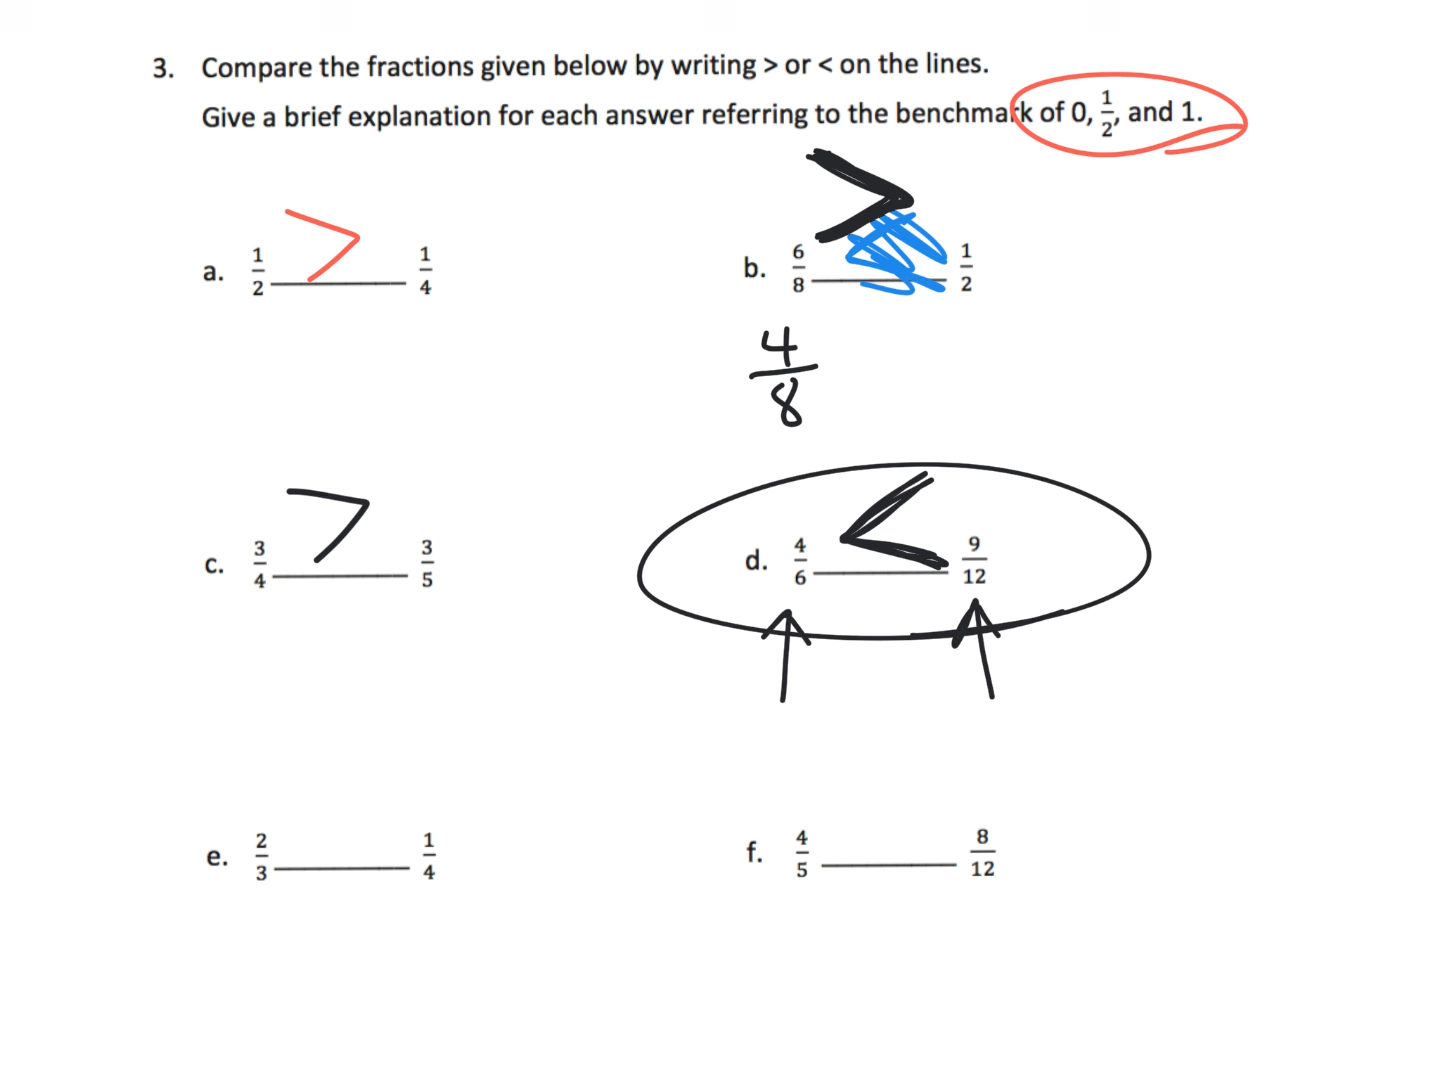 3. Compare the fractions given below by writing > or < on the lines.
Give a brief explanation for each answer referring to the benchmark of 0, 1/2, and 1.
a. 1/2 > 1/4
b. 6/8 > 1/2
4/8
c. 3/4 > 3/5
d. 4/6 < 9/12
e. 2/3 ______ 1/4
f. 4/5 ______ 8/12